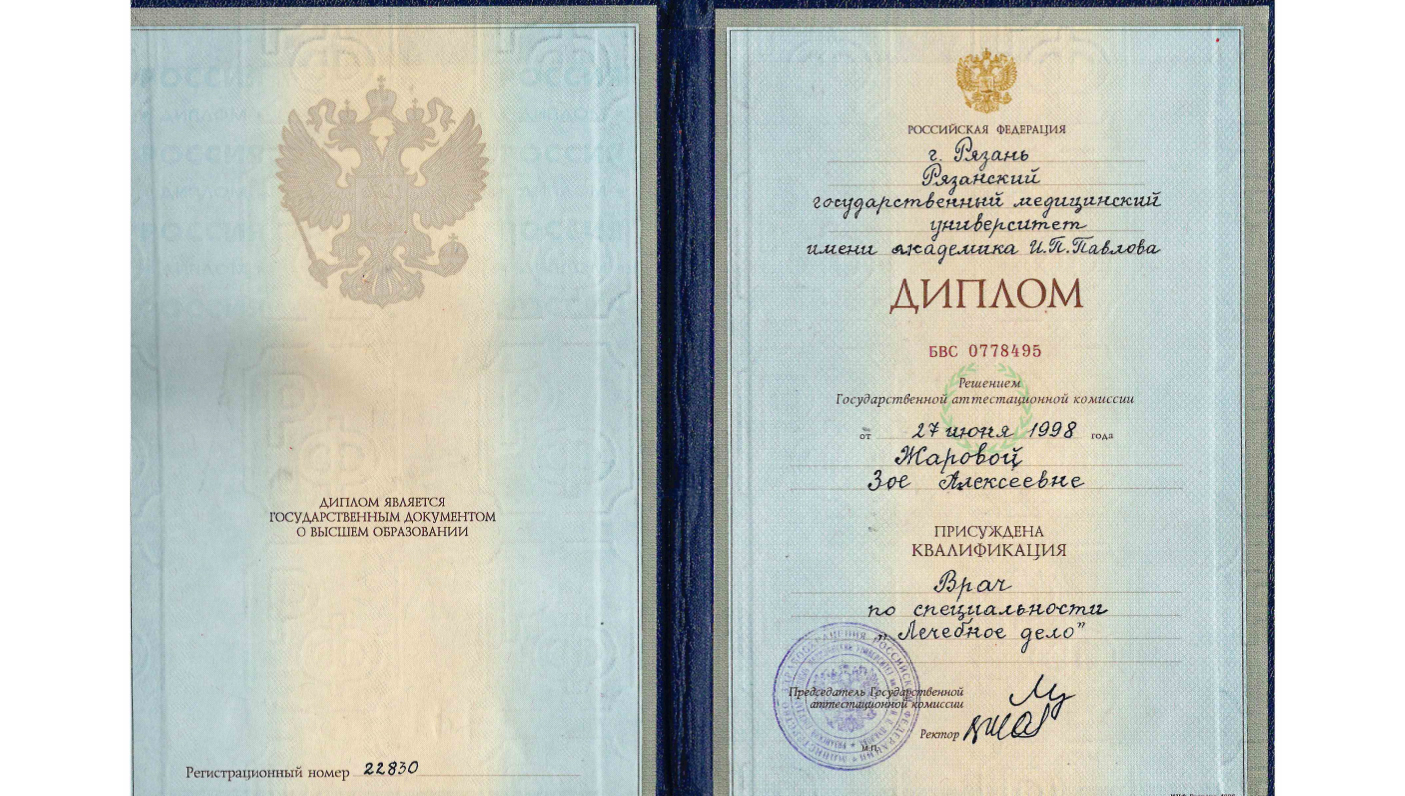 ДИПЛОМ ЯВЛЯЕТСЯ
ГОСУДАРСТВЕННЫМ ДОКУМЕНТОМ
О ВЫСШЕМ ОБРАЗОВАНИИ
Регистрационный номер 22830
РОССИЙСКАЯ ФЕДЕРАЦИЯ
г. Рязань
Рязанский
государственный медицинский
университет
имени академика И.П.Павлова
ДИПЛОМ
БВС 0778495
Решением
Государственной аттестационной комиссии
от 27 июня 1998 года
Жаровой
Зое Алексеевне
ПРИСУЖДЕНА
КВАЛИФИКАЦИЯ
Врач
по специальности
„Лечебное дело”
Председатель Государственной
аттестационной комиссии
Ректор
М.П.